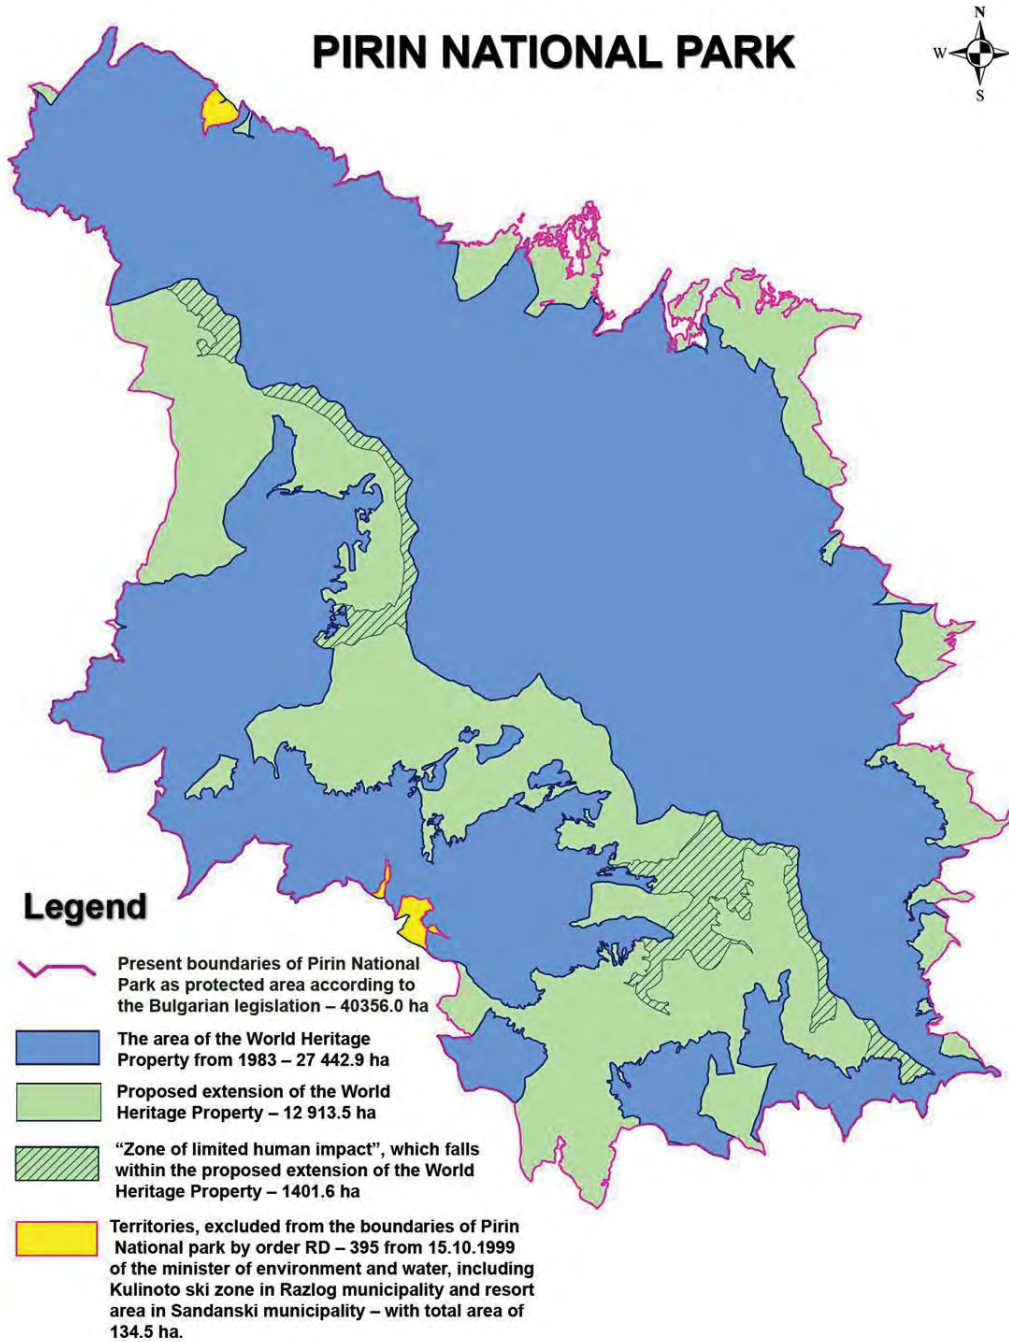 PIRIN NATIONAL PARK
N
W
E
S
Legend
Present boundaries of Pirin National
Park as protected area according to
the Bulgarian legislation – 40356.0 ha
The area of the World Heritage
Property from 1983 – 27 442.9 ha
Proposed extension of the World
Heritage Property – 12 913.5 ha
“Zone of limited human impact”, which falls
within the proposed extension of the World
Heritage Property – 1401.6 ha
Territories, excluded from the boundaries of Pirin
National park by order RD – 395 from 15.10.1999
of the minister of environment and water, including
Kulinoto ski zone in Razlog municipality and resort
area in Sandanski municipality – with total area of
134.5 ha.